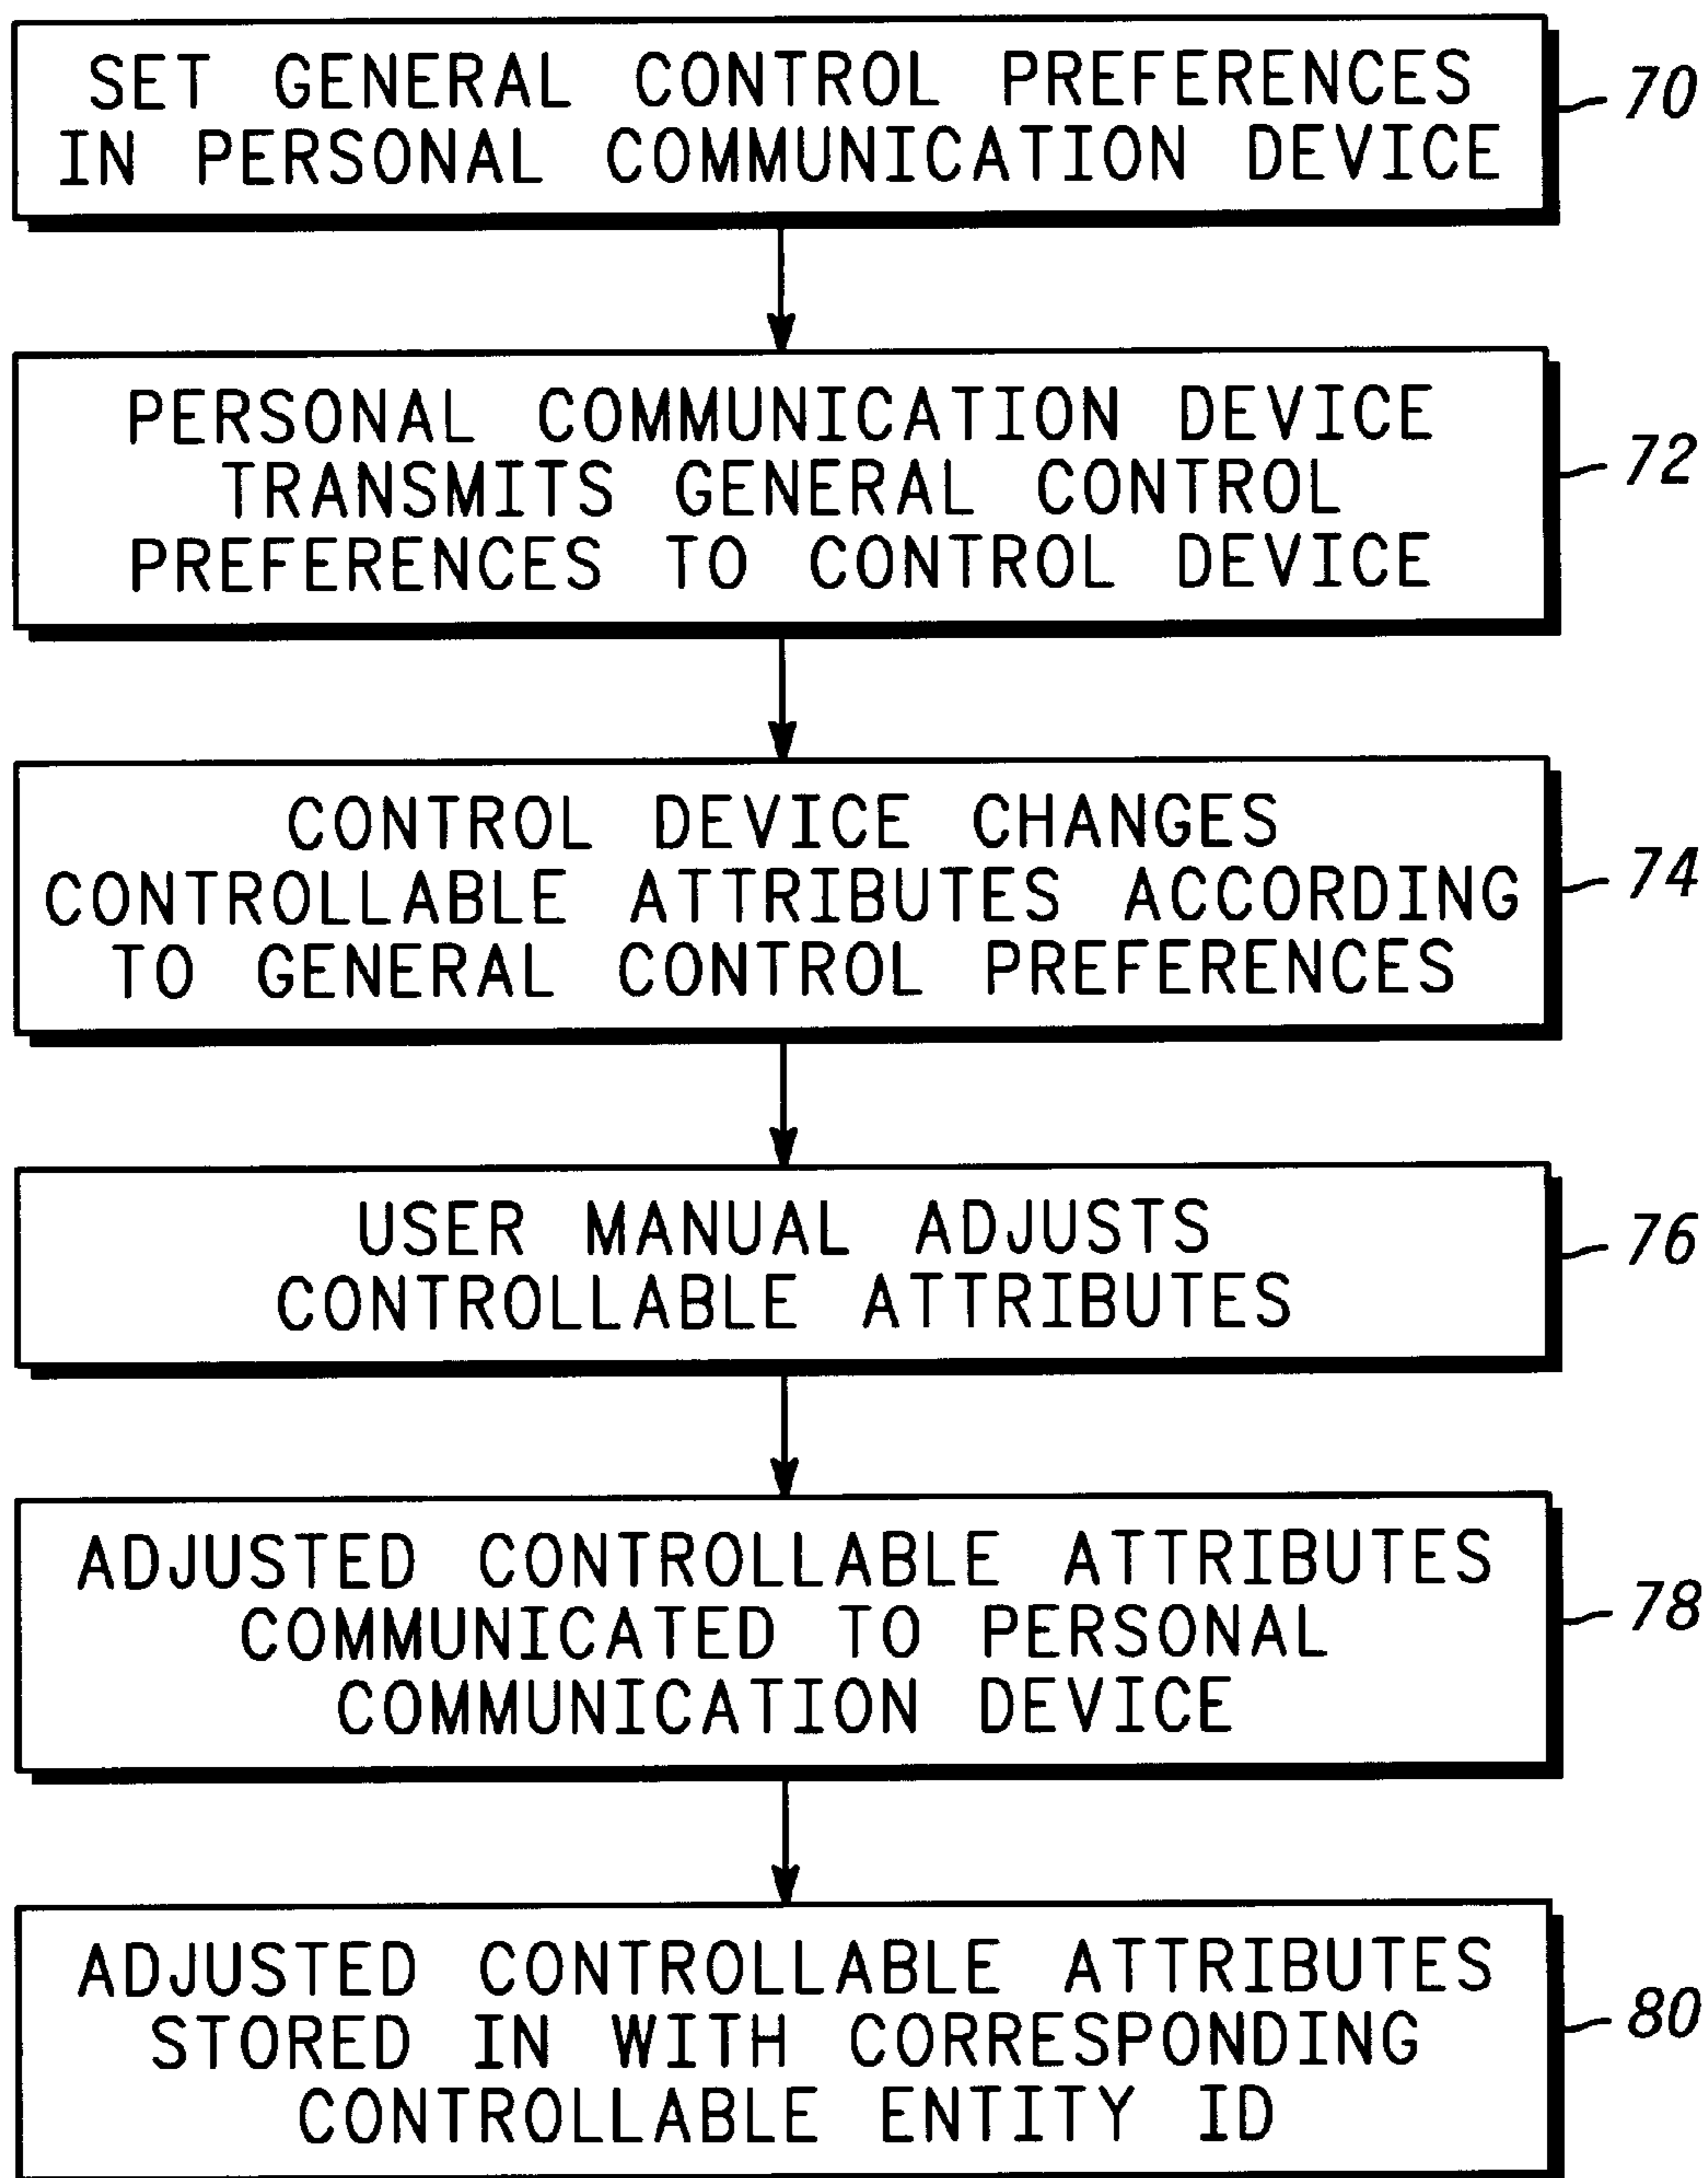 SET GENERAL CONTROL PREFERENCES
IN PERSONAL COMMUNICATION DEVICE
70
PERSONAL COMMUNICATION DEVICE
TRANSMITS GENERAL CONTROL
PREFERENCES TO CONTROL DEVICE
72
CONTROL DEVICE CHANGES
CONTROLLABLE ATTRIBUTES ACCORDING
TO GENERAL CONTROL PREFERENCES
74
USER MANUAL ADJUSTS
CONTROLLABLE ATTRIBUTES
76
ADJUSTED CONTROLLABLE ATTRIBUTES
COMMUNICATED TO PERSONAL
COMMUNICATION DEVICE
78
ADJUSTED CONTROLLABLE ATTRIBUTES
STORED IN WITH CORRESPONDING
CONTROLLABLE ENTITY ID
80